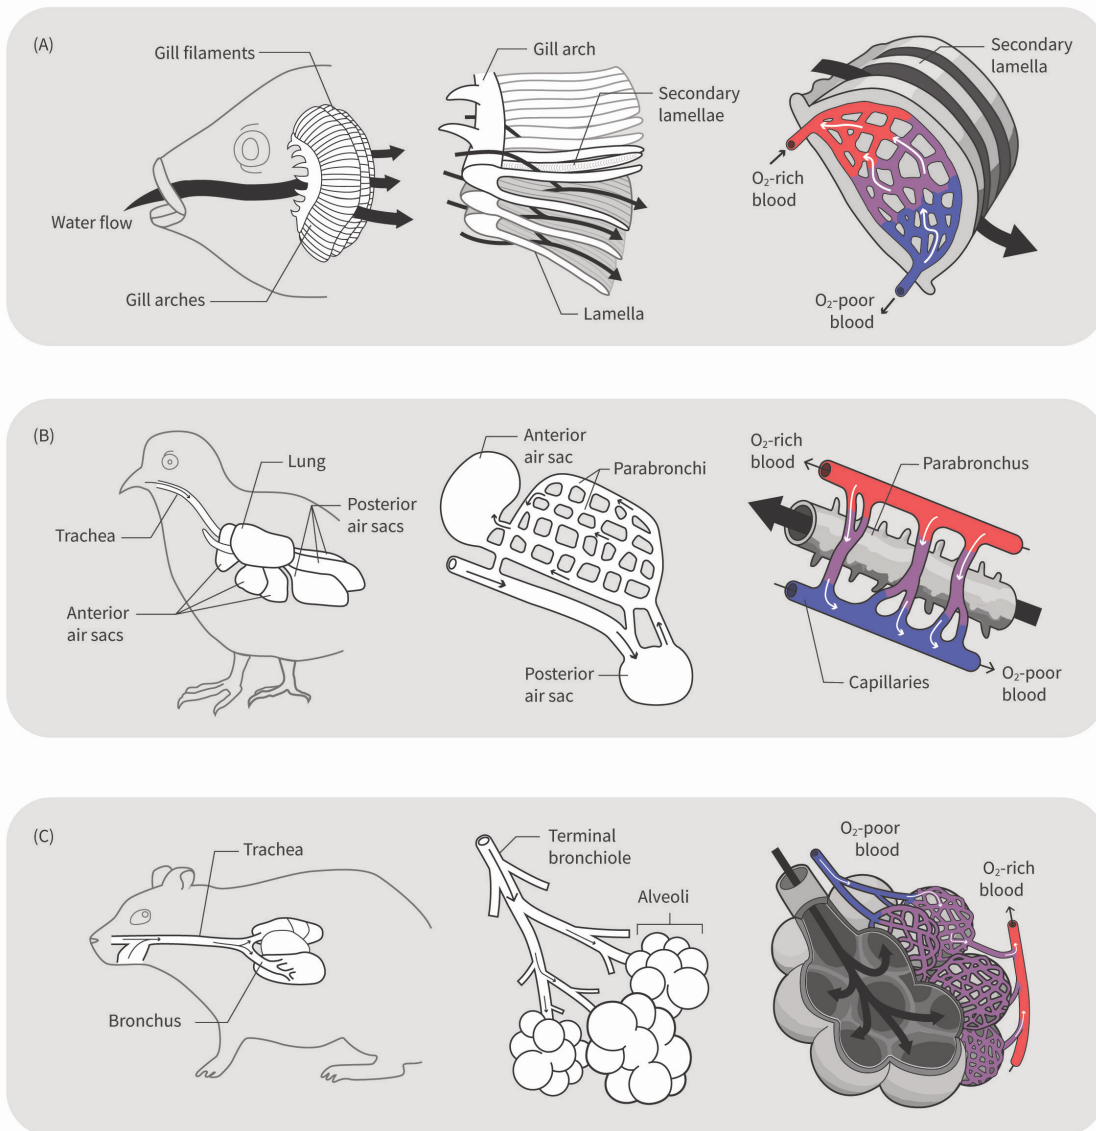 (A)
Gill filaments
Water flow
Gill arches
Gill arch
Secondary
lamellae
Lamella
Secondary
lamella
O₂-rich
blood
O₂-poor
blood
(B)
Lung
Posterior
air sacs
Trachea
Anterior
air sacs
Anterior
air sac
Parabronchi
Posterior
air sac
O₂-rich
blood
Parabronchus
Capillaries
O₂-poor
blood
(C)
Trachea
Bronchus
Terminal
bronchiole
Alveoli
O₂-poor
blood
O₂-rich
blood